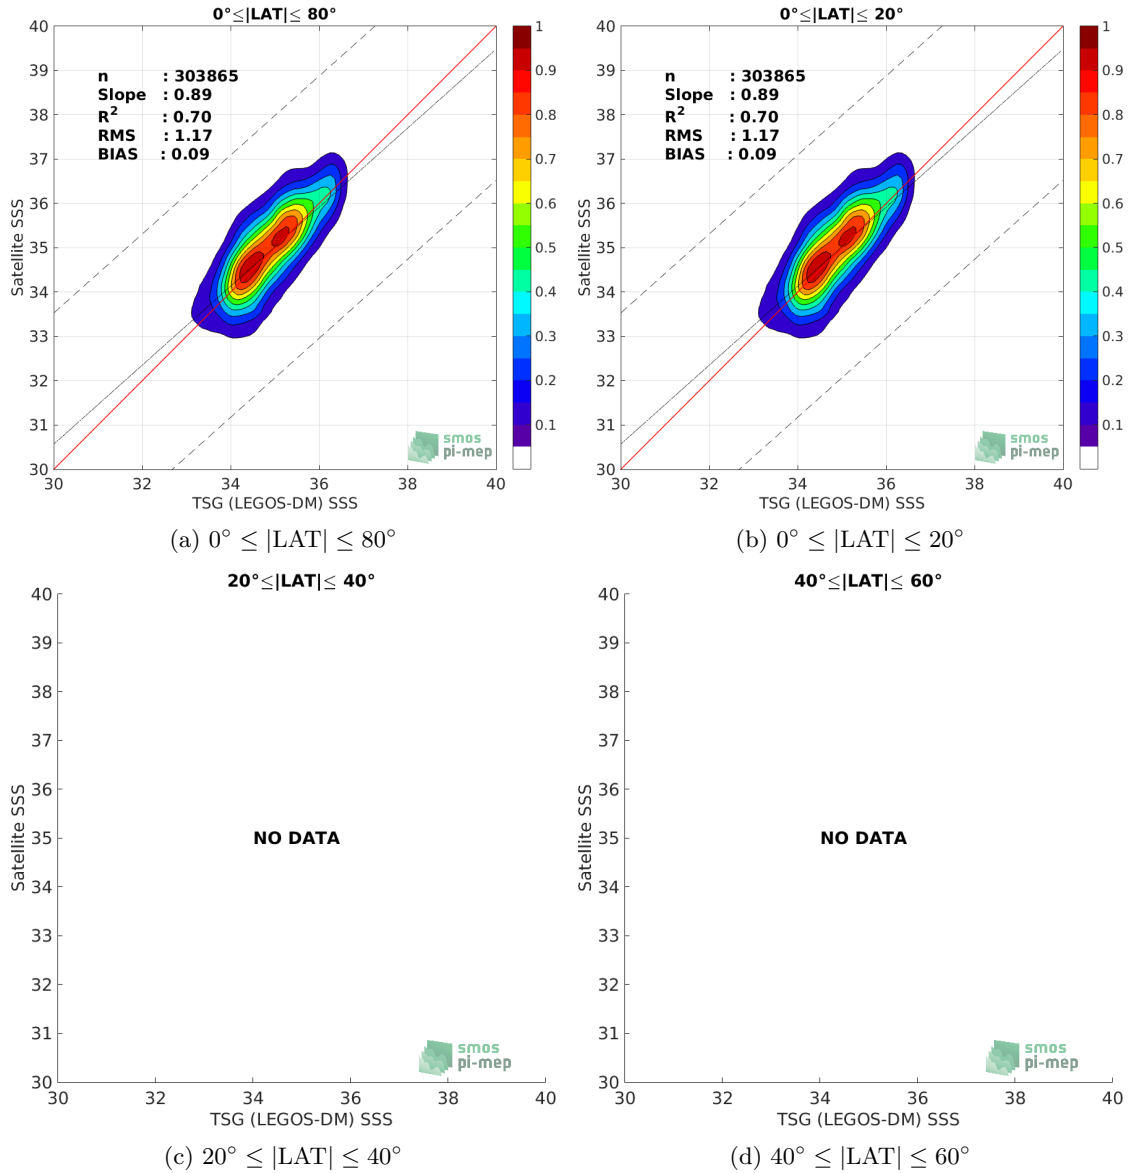 0°≤|LAT|≤ 80°
40
39
38
37
36
35
34
33
32
31
30
Satellite SSS
n : 303865
Slope : 0.89
R² : 0.70
RMS : 1.17
BIAS : 0.09
smos
pi-mep
30 32 34 36 38 40
TSG (LEGOS-DM) SSS
1
0.9
0.8
0.7
0.6
0.5
0.4
0.3
0.2
0.1
(a) 0° ≤ |LAT| ≤ 80°
0°≤|LAT|≤ 20°
40
39
38
37
36
35
34
33
32
31
30
Satellite SSS
n : 303865
Slope : 0.89
R² : 0.70
RMS : 1.17
BIAS : 0.09
smos
pi-mep
30 32 34 36 38 40
TSG (LEGOS-DM) SSS
1
0.9
0.8
0.7
0.6
0.5
0.4
0.3
0.2
0.1
(b) 0° ≤ |LAT| ≤ 20°
20°≤|LAT|≤ 40°
40
39
38
37
36
35
34
33
32
31
30
Satellite SSS
NO DATA
smos
pi-mep
30 32 34 36 38 40
TSG (LEGOS-DM) SSS
(c) 20° ≤ |LAT| ≤ 40°
40°≤|LAT|≤ 60°
40
39
38
37
36
35
34
33
32
31
30
Satellite SSS
NO DATA
smos
pi-mep
30 32 34 36 38 40
TSG (LEGOS-DM) SSS
(d) 40° ≤ |LAT| ≤ 60°